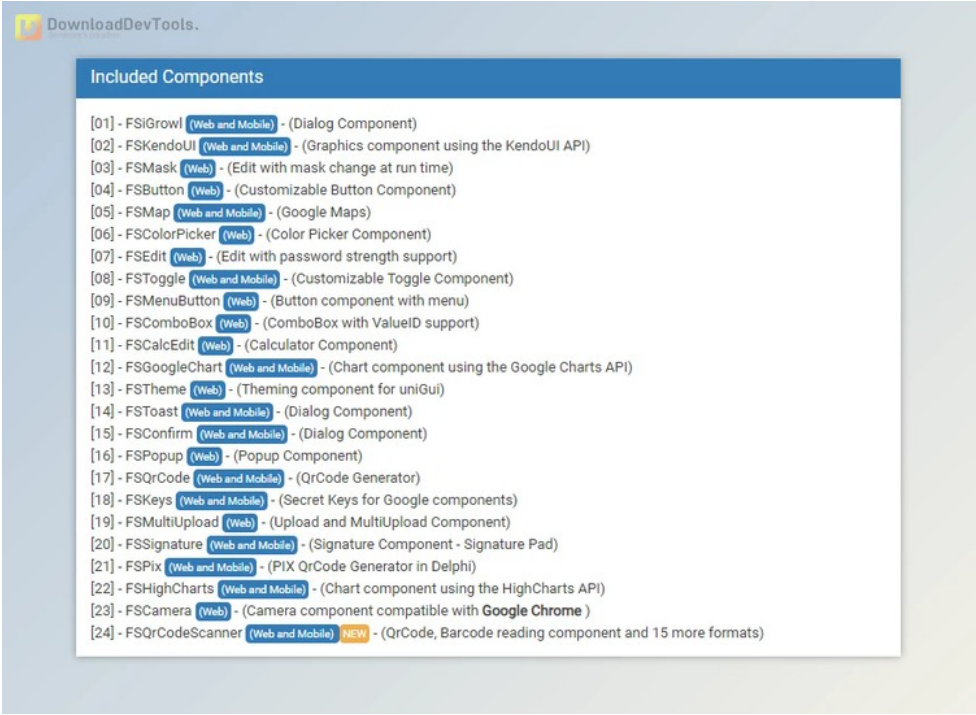 DownloadDevTools.
Included Components
[01] - FSiGrowl (Web and Mobile) - (Dialog Component)
[02] - FSKendoUI (Web and Mobile) - (Graphics component using the KendoUI API)
[03] - FSMask (Web) - (Edit with mask change at run time)
[04] - FSButton (Web) - (Customizable Button Component)
[05] - FSMap (Web and Mobile) - (Google Maps)
[06] - FSColorPicker (Web) - (Color Picker Component)
[07] - FSEdit (Web) - (Edit with password strength support)
[08] - FSToggle (Web and Mobile) - (Customizable Toggle Component)
[09] - FSMenuButton (Web) - (Button component with menu)
[10] - FSComboBox (Web) - (ComboBox with ValueID support)
[11] - FSCalcEdit (Web) - (Calculator Component)
[12] - FSGoogleChart (Web and Mobile) - (Chart component using the Google Charts API)
[13] - FSTheme (Web) - (Theming component for uniGui)
[14] - FSToast (Web and Mobile) - (Dialog Component)
[15] - FSConfirm (Web and Mobile) - (Dialog Component)
[16] - FSPopup (Web) - (Popup Component)
[17] - FSQrCode (Web and Mobile) - (QrCode Generator)
[18] - FSKeys (Web and Mobile) - (Secret Keys for Google components)
[19] - FSMultiUpload (Web) - (Upload and MultiUpload Component)
[20] - FSSignature (Web and Mobile) - (Signature Component - Signature Pad)
[21] - FSPix (Web and Mobile) - (PIX QrCode Generator in Delphi)
[22] - FSHighCharts (Web and Mobile) - (Chart component using the HighCharts API)
[23] - FSCamera (Web) - (Camera component compatible with Google Chrome )
[24] - FSQrCodeScanner (Web and Mobile) NEW - (QrCode, Barcode reading component and 15 more formats)